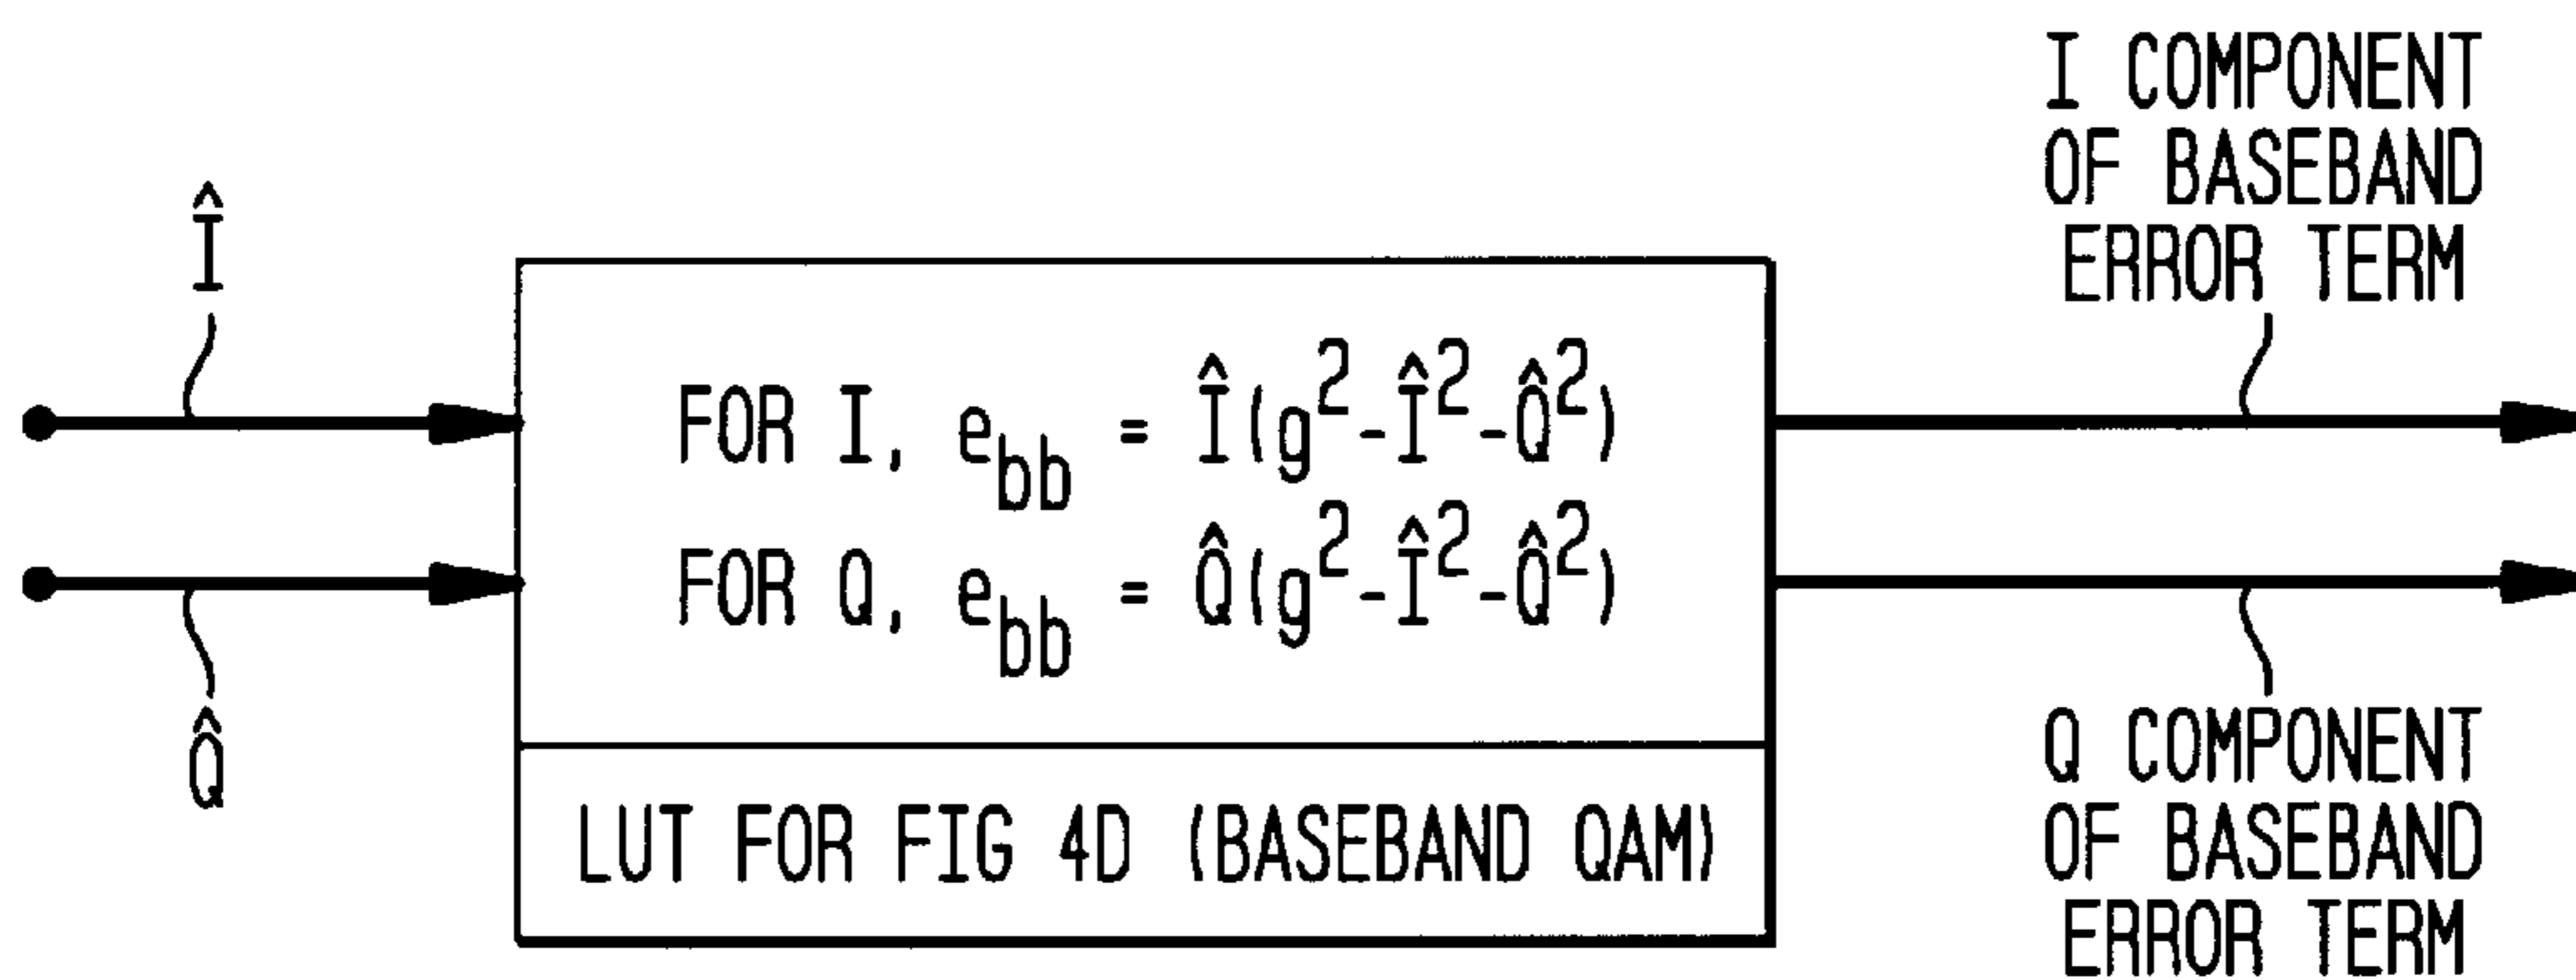 I COMPONENT
OF BASEBAND
ERROR TERM
Î
FOR I, e_bb = Î(g²-Î²-Q̂²)
FOR Q, e_bb = Q̂(g²-Î²-Q̂²)
Q̂
LUT FOR FIG 4D (BASEBAND QAM)
Q COMPONENT
OF BASEBAND
ERROR TERM